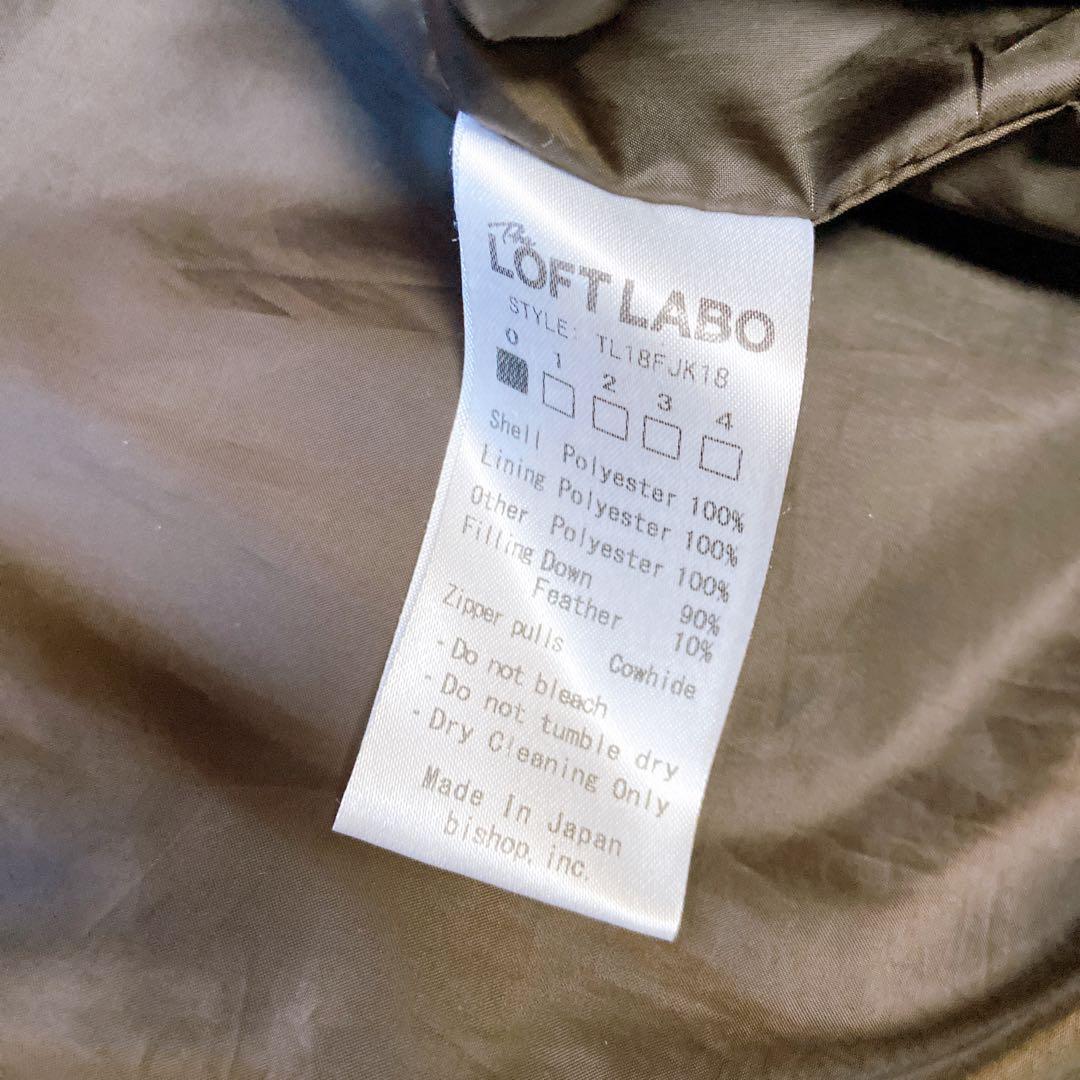 The
LOFTLABO
STYLE: TL18FJK18
0 1 2 3 4
Shell Polyester 100%
Lining Polyester 100%
Other Polyester 100%
Filling Down 90%
Feather 10%
Zipper pulls Cowhide
- Do not bleach
- Do not tumble dry
- Dry Cleaning Only
Made In Japan
bishop, inc.